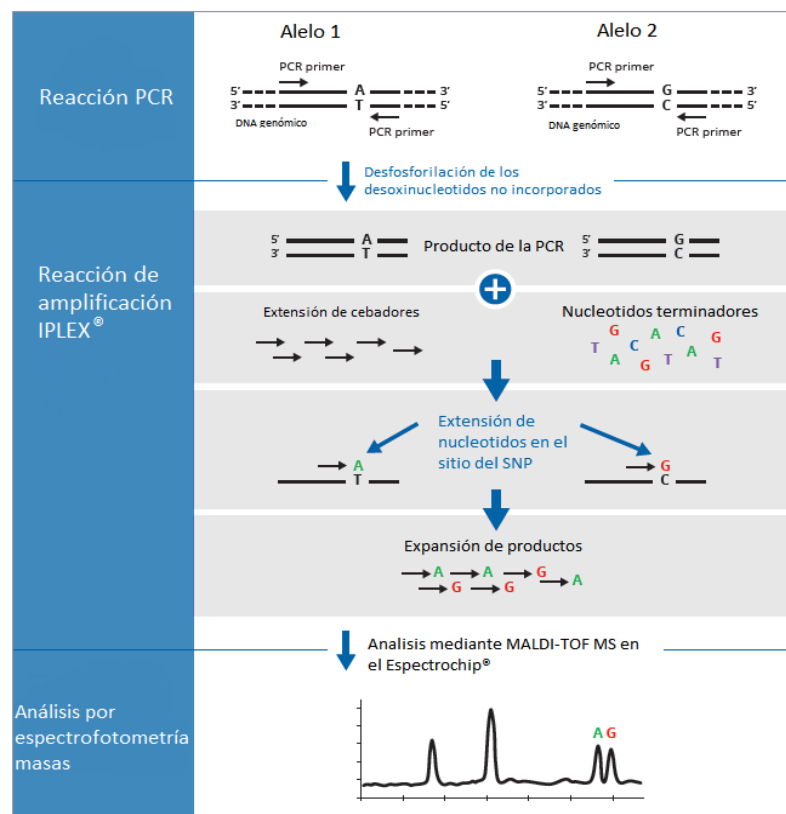 Alelo 1
Alelo 2
Reacción PCR
PCR primer
5’ A 3’
3’ T 5’
DNA genómico
PCR primer
PCR primer
5’ G 3’
3’ C 5’
DNA genómico
PCR primer
Desfosforilación de los
desoxinucleotidos no incorporados
Reacción de
amplificación
IPLEX®
5’ A
3’ T
Producto de la PCR
5’ G
3’ C
Extensión de cebadores
Nucleotidos terminadores
T G C A C G
A G T A T
Extensión de
nucleotidos en el
sitio del SNP
A
T
G
C
Expansión de productos
A A G A
G G
Analisis mediante MALDI-TOF MS en
el Espectrochip®
Análisis por
espectrofotometría
masas
A G